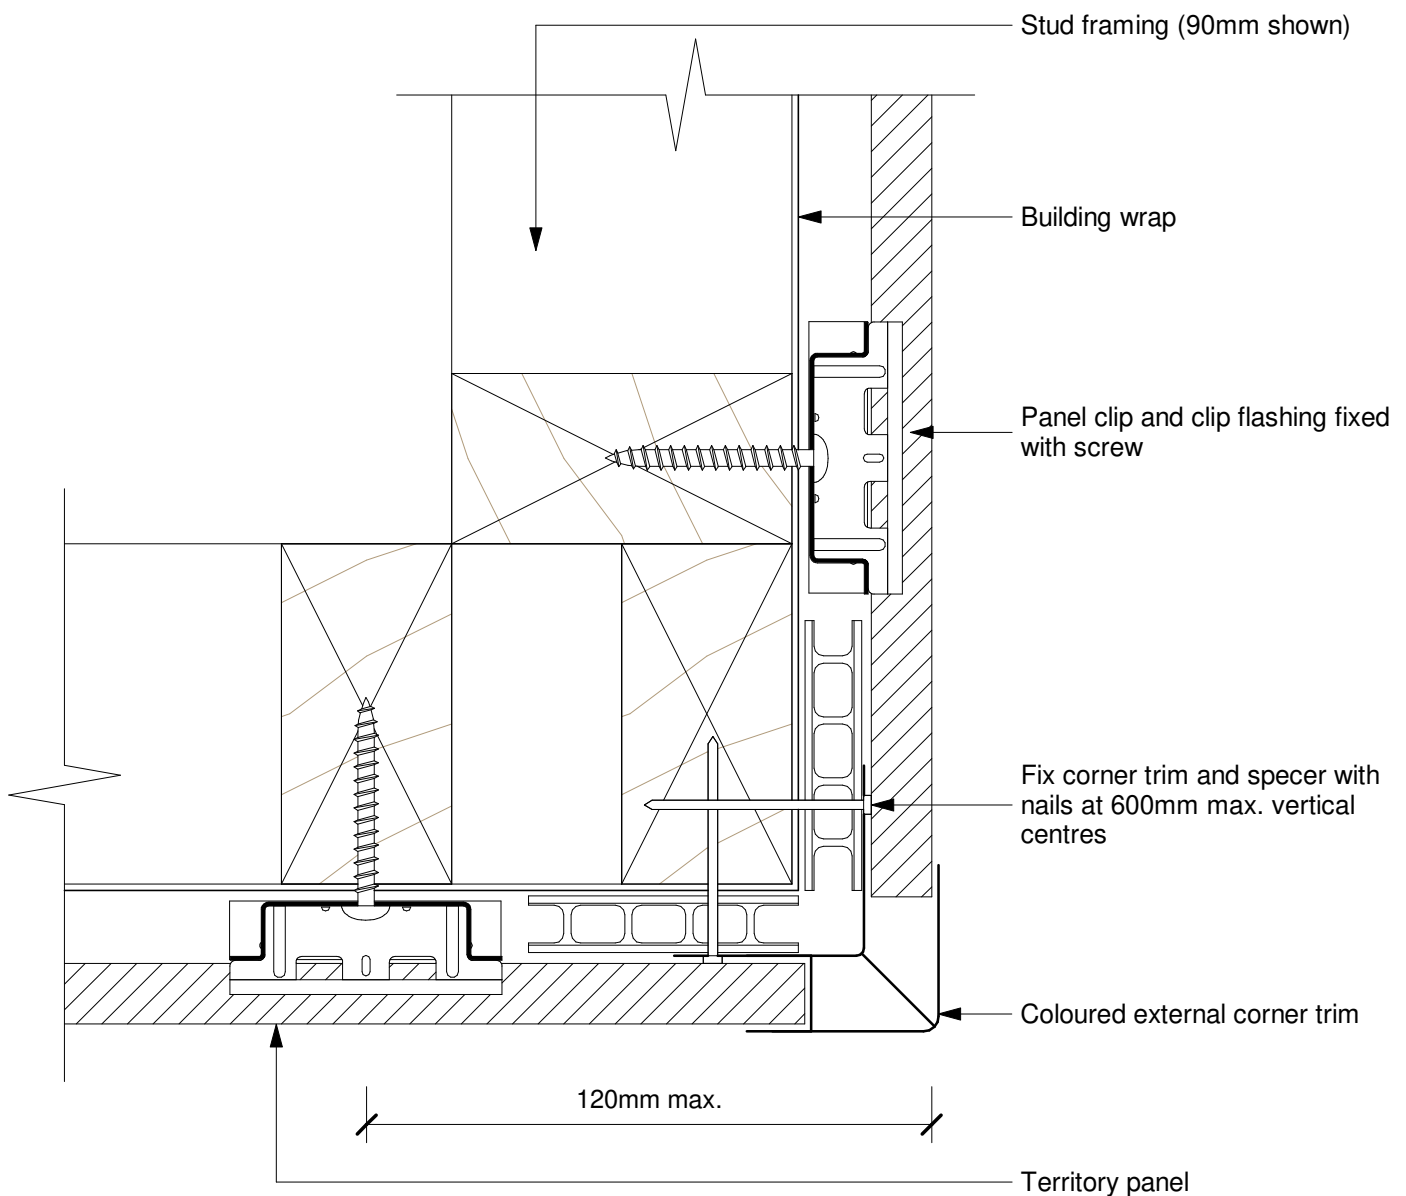 Stud framing (90mm shown)
Building wrap
Panel clip and clip flashing fixed
with screw
Fix corner trim and specer with
nails at 600mm max. vertical
centres
Coloured external corner trim
120mm max.
Territory panel